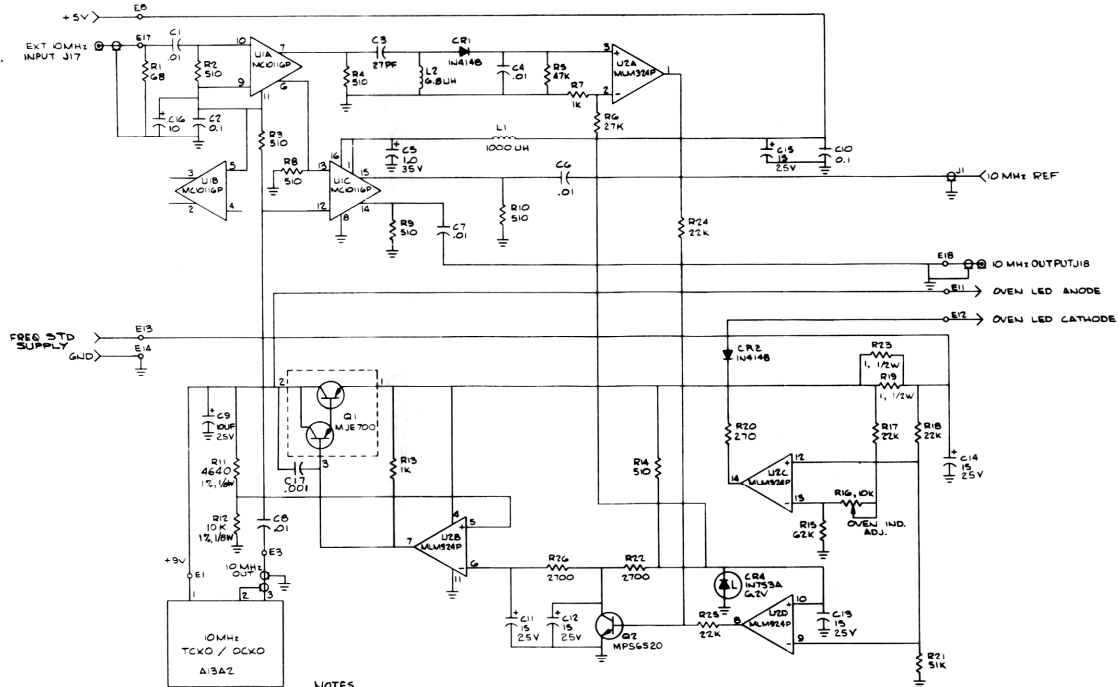 +5V
E8
EXT 10MHz
INPUT J17
E17
C1
.01
R1
68
R2
510
10
9
11
7
6
U1A
MC10116P
C16
10
C2
0.1
R3
510
R4
510
C3
27PF
L2
6.8UH
CR1
IN4148
C4
.01
R5
47K
R7
1K
R6
27K
3
2
1
U2A
MLM324P
L1
1000 UH
C5
1.0
35V
C15
15
25V
C10
0.1
3
2
5
4
U1B
MC10116P
R8
510
16
1
15
13
12
14
8
U1C
MC10116P
C6
.01
J1
10 MHz REF
R9
510
C7
.01
R10
510
R24
22K
E18
10 MHz OUTPUT J18
E11
OVEN LED ANODE
E12
OVEN LED CATHODE
FREQ STD
SUPPLY
E13
E14
GND
CR2
IN4148
R23
1, 1/2W
R19
1, 1/2W
2
1
3
Q1
MJE700
C9
10UF
25V
R11
4640
1%, 1/8W
R12
10K
1%, 1/8W
C17
.001
R13
1K
C8
.01
R14
510
R20
270
R17
22K
R18
22K
C14
15
25V
14
12
13
U2C
MLM324P
R16, 10K
OVEN IND.
ADJ.
R15
62K
4
5
7
6
11
U2B
MLM324P
E3
10 MHz
OUT
+9V
E1
1
2
3
10MHz
TCXO / OCXO
A13A2
R26
2700
R22
2700
C11
15
25V
C12
15
25V
Q2
MPS6520
CR4
IN753A
6.2V
R25
22K
8
10
9
U2D
MLM324P
C13
15
25V
R21
51K
NOTES